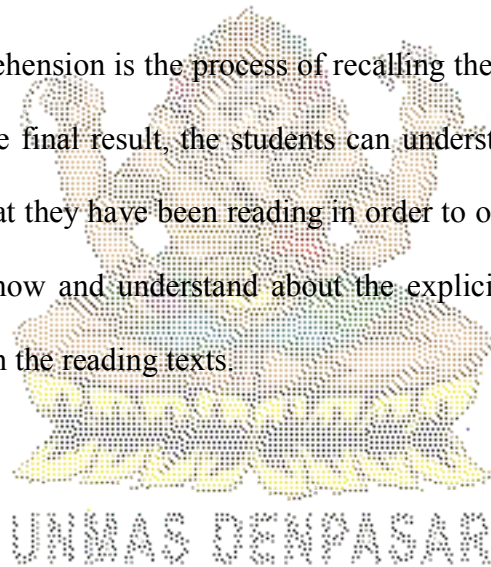 ehension is the process of recalling the
e final result, the students can underst
at they have been reading in order to o
now and understand about the explici
n the reading texts.
UNMAS DENPASAR